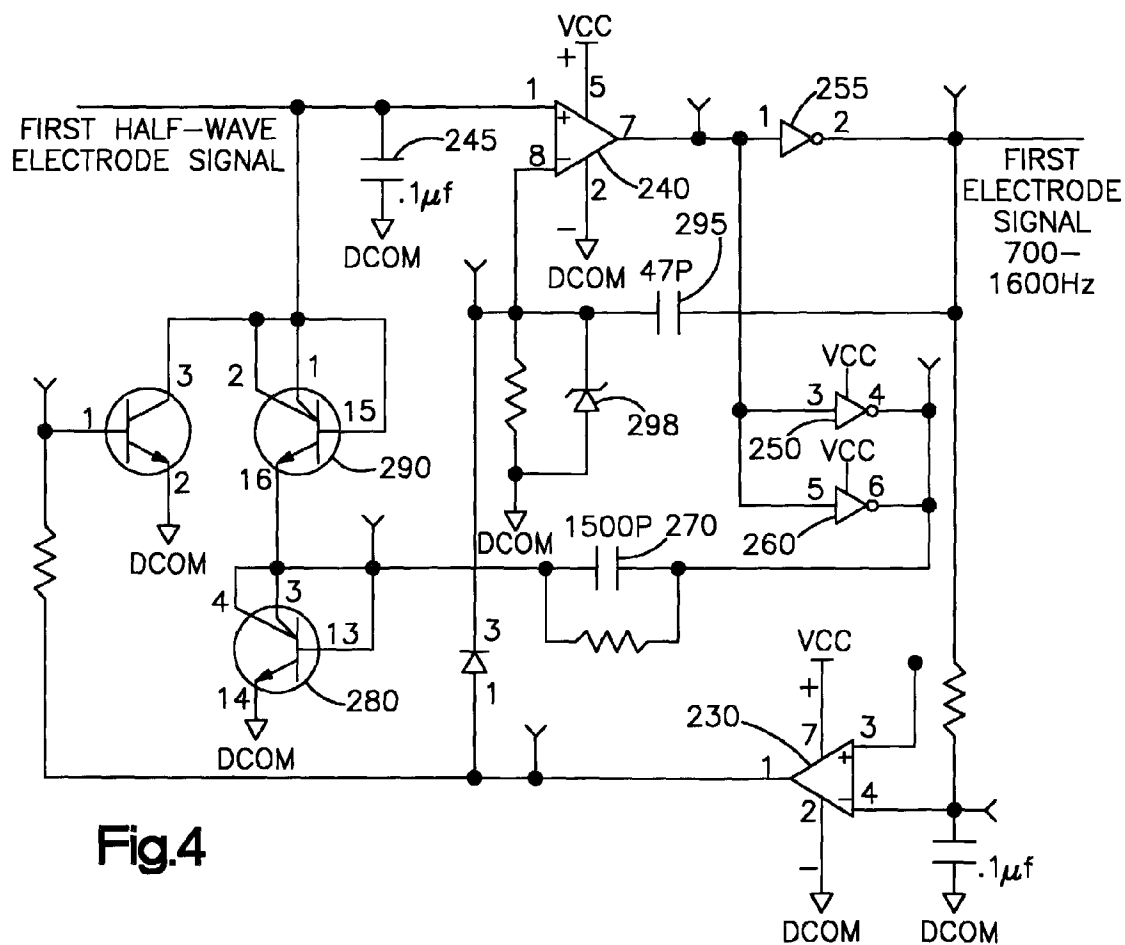 VCC
+
5
1
+
7
8
−
2
−
240
DCOM
FIRST HALF-WAVE
ELECTRODE SIGNAL
245
.1μf
DCOM
1
255
2
FIRST
ELECTRODE
SIGNAL
700-
1600Hz
295
47P
298
DCOM
VCC
3
4
250
VCC
5
6
260
1
3
2
DCOM
2
1
15
16
290
4
3
13
14
280
DCOM
1500P
270
3
1
VCC
+
230
7
3
+
1
4
−
2
−
DCOM
.1μf
DCOM
Fig.4